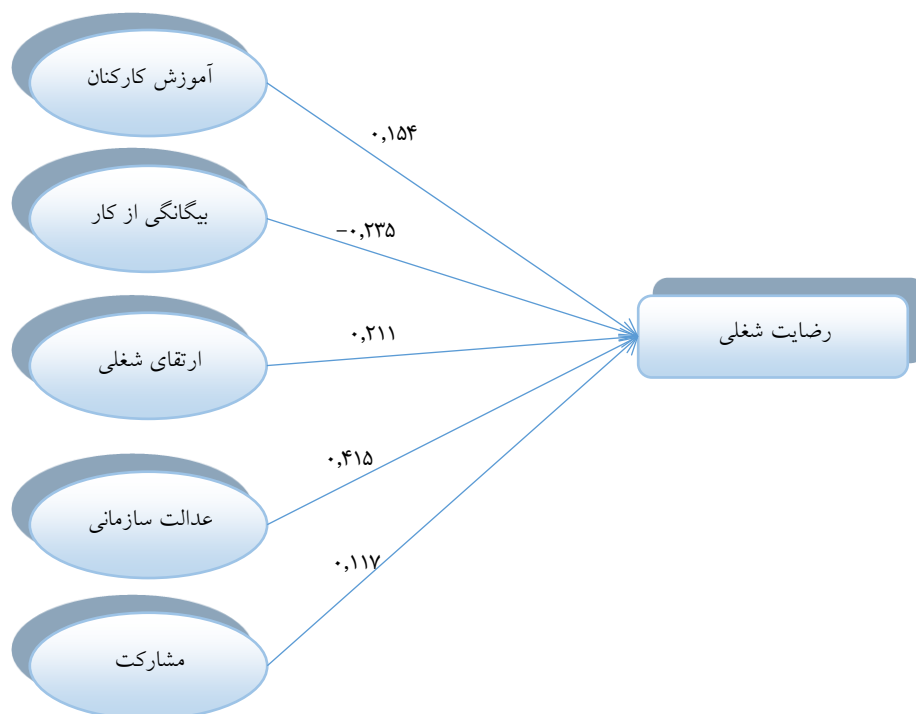 آموزش کارکنان
۰,۱۵۴
بیگانگی از کار
−۰,۲۳۵
ارتقای شغلی
۰,۲۱۱
رضایت شغلی
عدالت سازمانی
۰,۴۱۵
مشارکت
۰,۱۱۷